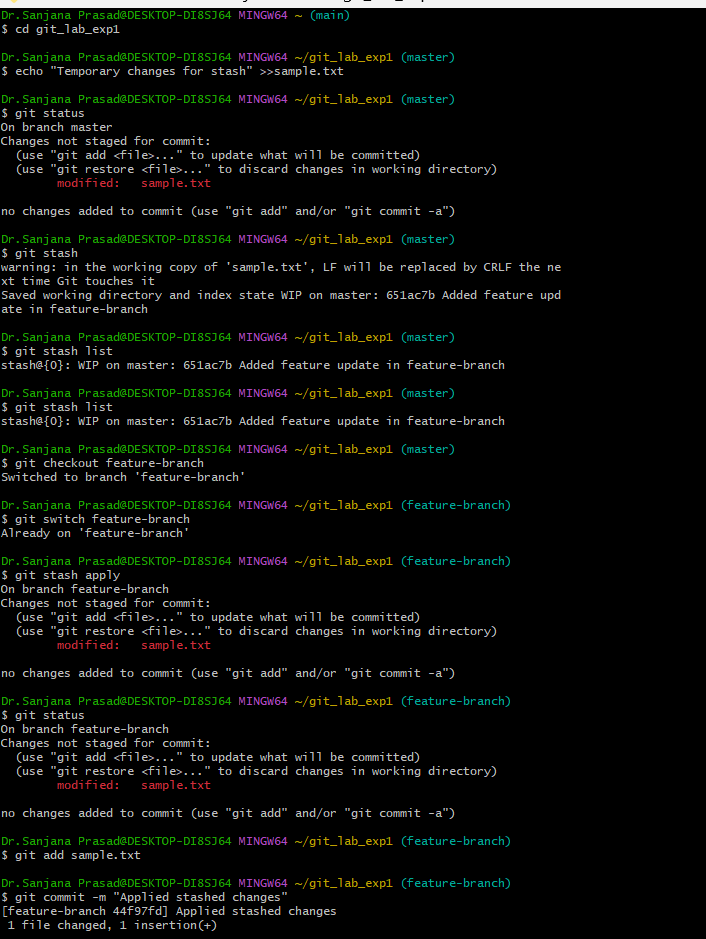 Dr.Sanjana Prasad@DESKTOP-DI8SJ64 MINGW64 ~ (main)
$ cd git_lab_exp1
Dr.Sanjana Prasad@DESKTOP-DI8SJ64 MINGW64 ~/git_lab_exp1 (master)
$ echo "Temporary changes for stash" >>sample.txt
Dr.Sanjana Prasad@DESKTOP-DI8SJ64 MINGW64 ~/git_lab_exp1 (master)
$ git status
On branch master
Changes not staged for commit:
  (use "git add <file>..." to update what will be committed)
  (use "git restore <file>..." to discard changes in working directory)
        modified:   sample.txt
no changes added to commit (use "git add" and/or "git commit -a")
Dr.Sanjana Prasad@DESKTOP-DI8SJ64 MINGW64 ~/git_lab_exp1 (master)
$ git stash
warning: in the working copy of 'sample.txt', LF will be replaced by CRLF the ne
xt time Git touches it
Saved working directory and index state WIP on master: 651ac7b Added feature upd
ate in feature-branch
Dr.Sanjana Prasad@DESKTOP-DI8SJ64 MINGW64 ~/git_lab_exp1 (master)
$ git stash list
stash@{0}: WIP on master: 651ac7b Added feature update in feature-branch
Dr.Sanjana Prasad@DESKTOP-DI8SJ64 MINGW64 ~/git_lab_exp1 (master)
$ git stash list
stash@{0}: WIP on master: 651ac7b Added feature update in feature-branch
Dr.Sanjana Prasad@DESKTOP-DI8SJ64 MINGW64 ~/git_lab_exp1 (master)
$ git checkout feature-branch
Switched to branch 'feature-branch'
Dr.Sanjana Prasad@DESKTOP-DI8SJ64 MINGW64 ~/git_lab_exp1 (feature-branch)
$ git switch feature-branch
Already on 'feature-branch'
Dr.Sanjana Prasad@DESKTOP-DI8SJ64 MINGW64 ~/git_lab_exp1 (feature-branch)
$ git stash apply
On branch feature-branch
Changes not staged for commit:
  (use "git add <file>..." to update what will be committed)
  (use "git restore <file>..." to discard changes in working directory)
        modified:   sample.txt
no changes added to commit (use "git add" and/or "git commit -a")
Dr.Sanjana Prasad@DESKTOP-DI8SJ64 MINGW64 ~/git_lab_exp1 (feature-branch)
$ git status
On branch feature-branch
Changes not staged for commit:
  (use "git add <file>..." to update what will be committed)
  (use "git restore <file>..." to discard changes in working directory)
        modified:   sample.txt
no changes added to commit (use "git add" and/or "git commit -a")
Dr.Sanjana Prasad@DESKTOP-DI8SJ64 MINGW64 ~/git_lab_exp1 (feature-branch)
$ git add sample.txt
Dr.Sanjana Prasad@DESKTOP-DI8SJ64 MINGW64 ~/git_lab_exp1 (feature-branch)
$ git commit -m "Applied stashed changes"
[feature-branch 44f97fd] Applied stashed changes
 1 file changed, 1 insertion(+)